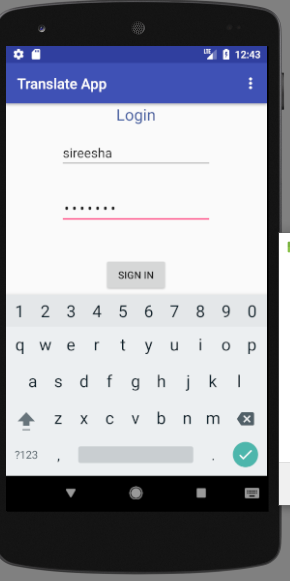 LTE 12:43
Translate App
Login
sireesha
•••••••
SIGN IN
1 2 3 4 5 6 7 8 9 0
q w e r t y u i o p
a s d f g h j k l
z x c v b n m
?123 , .